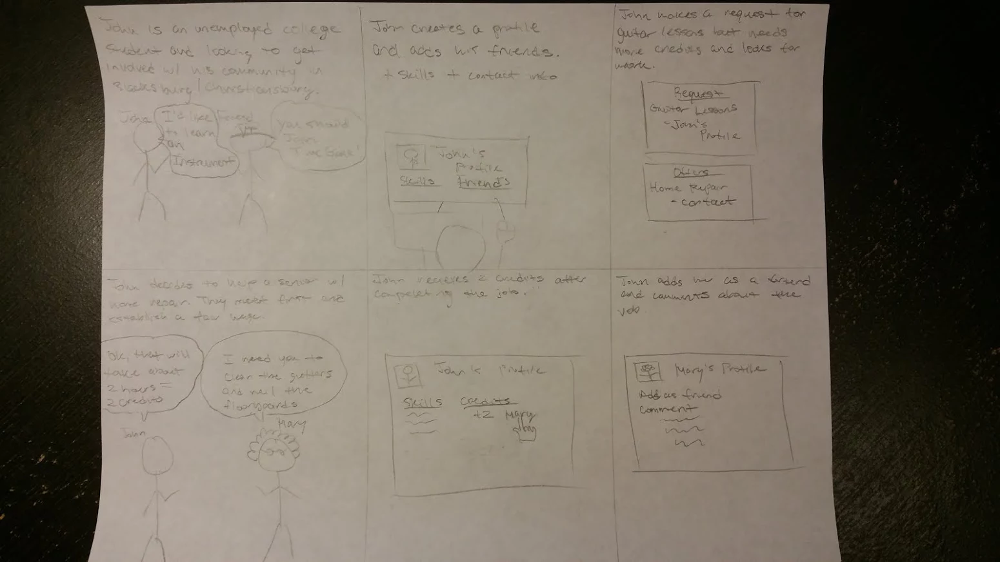 John is an unemployed college
student and looking to get
involved w/ his community in
Blacksburg/Christiansburg.
John
I'd like
to learn
an
Instrument
Friend
You should
Join
John creates a profile
and adds his friends.
+ skills + contact info
John's
Profile
Skills
Friends
John makes a request for
guitar lessons but needs
more credits and looks for
work.
Request
Guitar Lessons
- John's
Profile
Offers
Home Repair
- contact
John decides to help a senior w/
home repair. They meet first and
establish a fair wage.
Ok, that will
take about
2 hours =
2 credits
I need you to
clean the gutters
and nail the
floorboards
John
Mary
John recieves 2 credits after
completing the job.
John's Profile
Skills
Credits
+2 Mary
John adds her as a friend
and comments about the
job
Mary's Profile
Add as friend
Comment